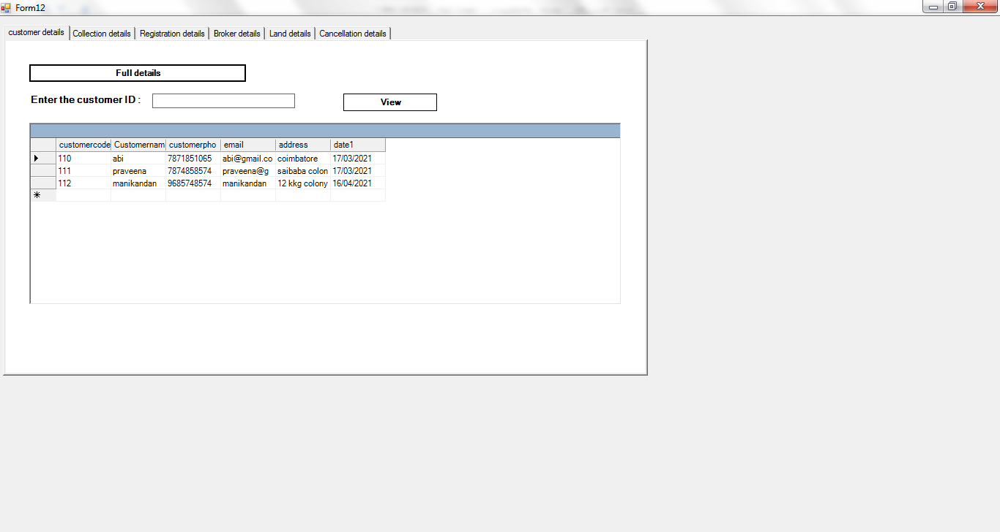 Form12
customer details Collection details Registration details Broker details Land details Cancellation details
Full details
Enter the customer ID : View
customercode Customernam customerpho email address date1
110 abi 7871851065 abi@gmail.co coimbatore 17/03/2021
111 praveena 7874858574 praveena@g saibaba colon 17/03/2021
112 manikandan 9685748574 manikandan 12 kkg colony 16/04/2021